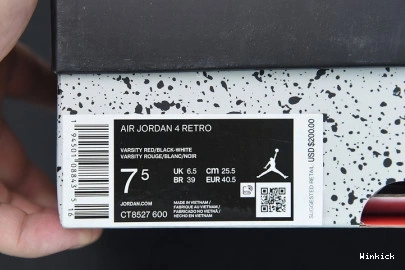 AIR JORDAN 4 RETRO
VARSITY RED/BLACK-WHITE
VARSITY ROUGE/BLANC/NOIR
7 5
UK 6.5 cm 25.5
BR 39 EUR 40.5
JORDAN.COM
CT8527 600
MADE IN VIETNAM /
FABRIQUÉ AU VIETNAM /
FABRICADO NO VIETNÃ /
HECHO EN VIETNAM
SUGGESTED RETAIL USD $200.00
Winkick